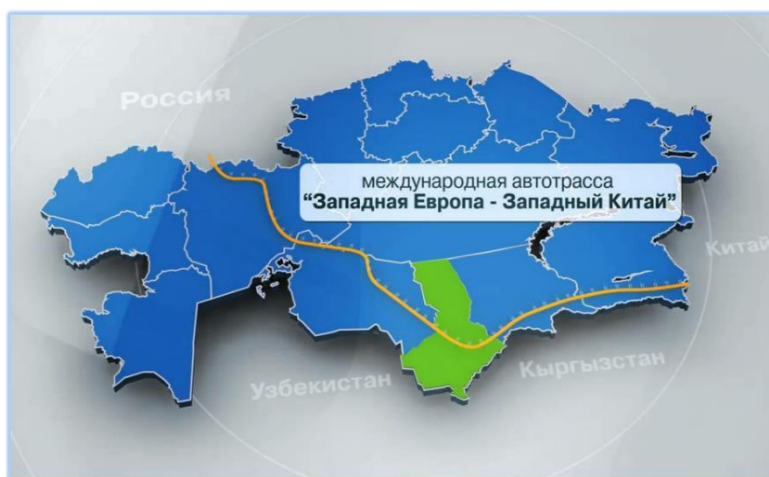 Россия
международная автотрасса
“Западная Европа - Западный Китай”
Китай
Узбекистан
Кыргызстан